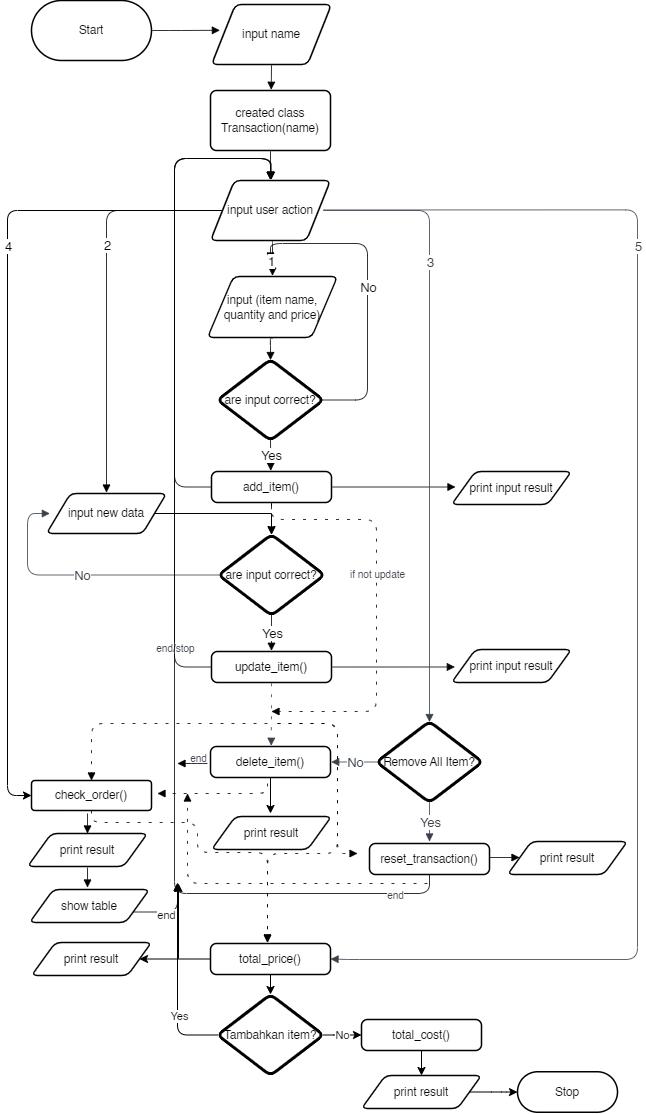 Start
input name
created class
Transaction(name)
input user action
4
2
1
3
5
No
input (item name,
quantity and price)
are input correct?
Yes
add_item()
print input result
input new data
if not update
are input correct?
No
Yes
end/stop
update_item()
print input result
end
delete_item()
No
Remove All Item?
check_order()
Yes
print result
print result
reset_transaction()
print result
show table
end
end
print result
total_price()
Yes
Tambahkan item?
No
total_cost()
print result
Stop